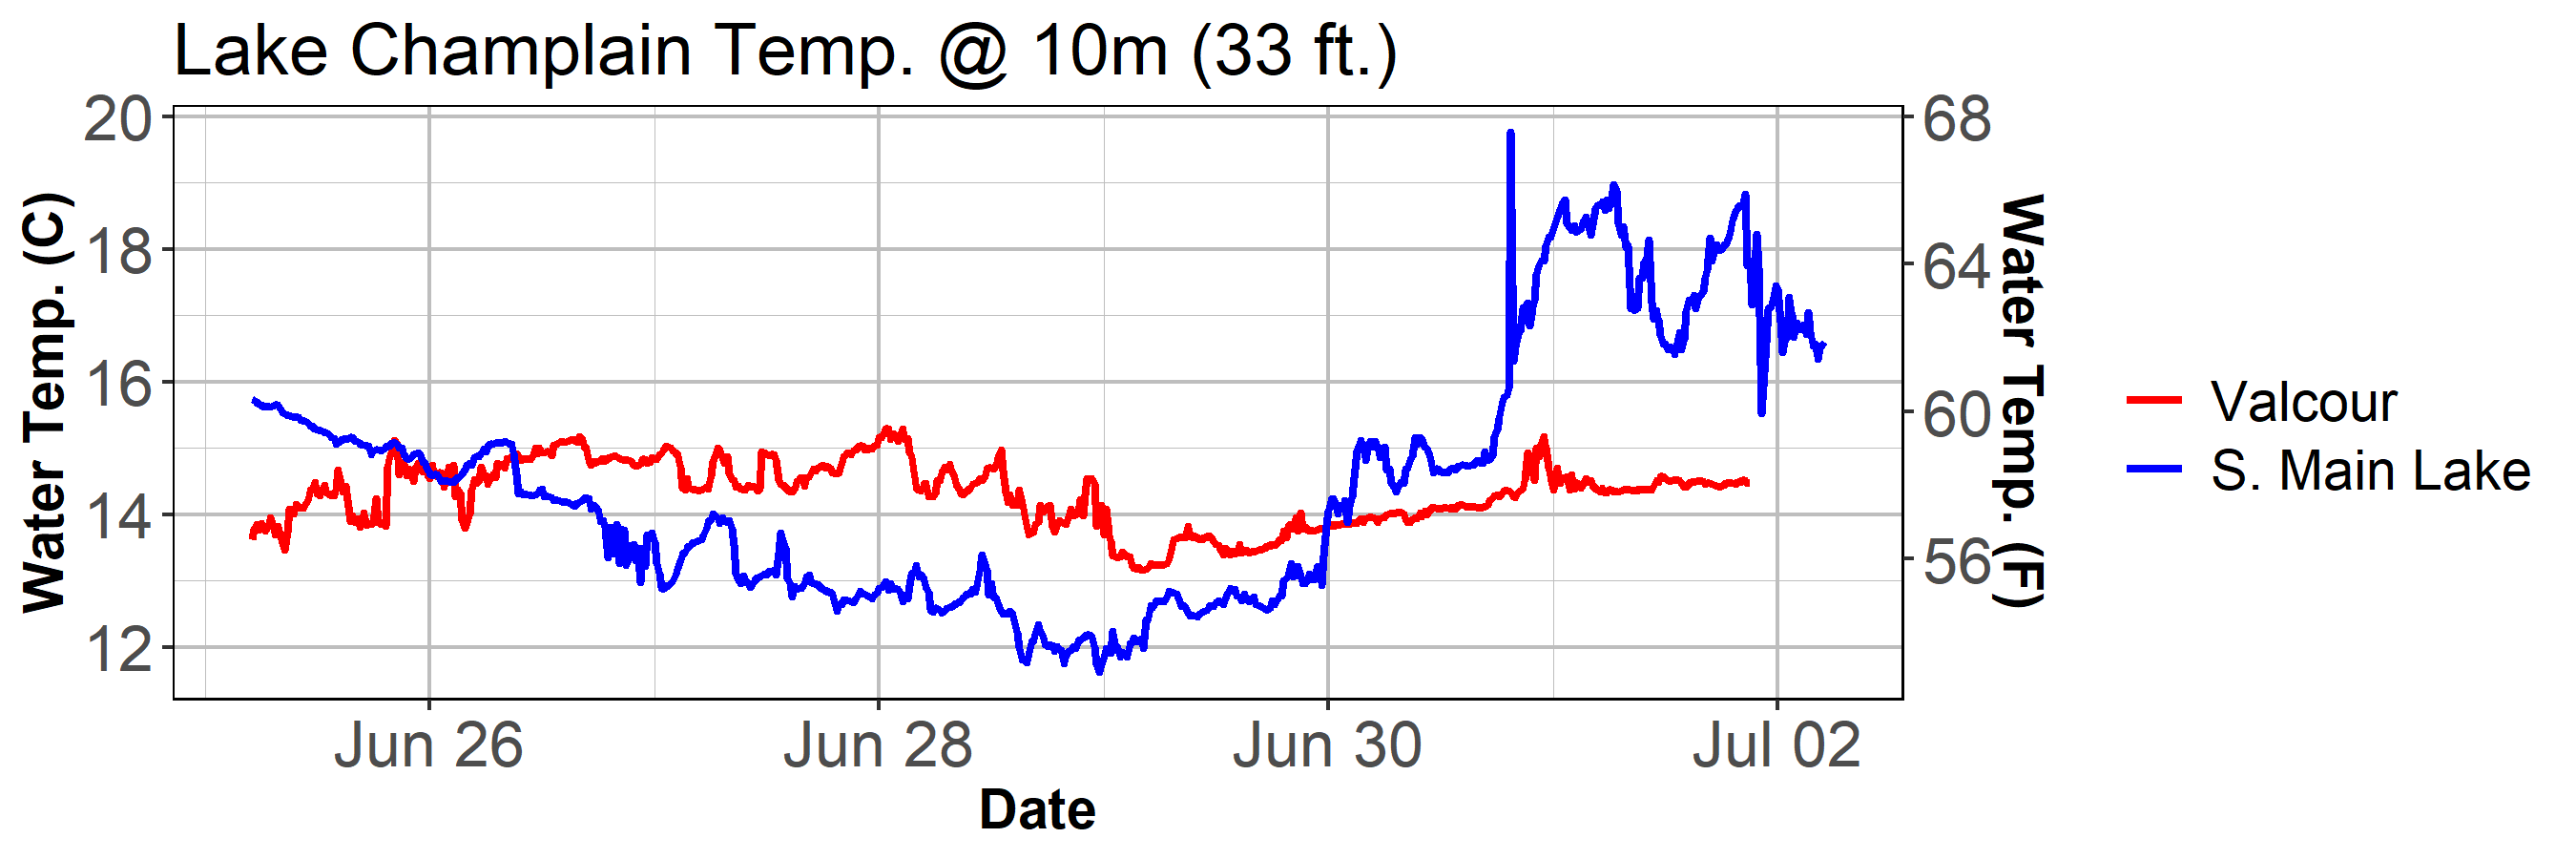 Lake Champlain Temp. @ 10m (33 ft.)
Water Temp. (C)
20
18
16
14
12
68
64
60
56
Water Temp. (F)
Jun 26
Jun 28
Jun 30
Jul 02
Date
Valcour
S. Main Lake